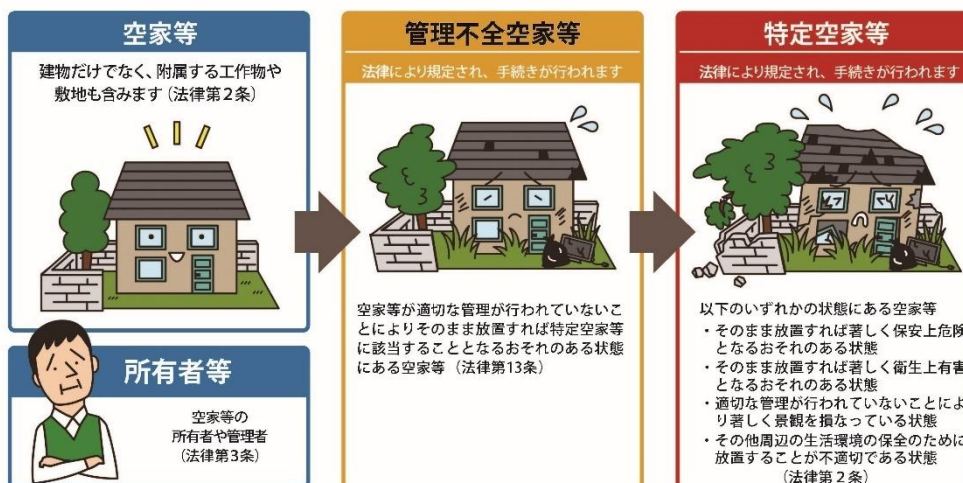 空家等
建物だけでなく、附属する工作物や
敷地も含みます（法律第２条）
所有者等
空家等の
所有者や管理者
（法律第3条）
管理不全空家等
法律により規定され、手続きが行われます
空家等が適切な管理が行われていないこ
とによりそのまま放置すれば特定空家等
に該当することとなるおそれのある状態
にある空家等（法律第13条）
特定空家等
法律により規定され、手続きが行われます
以下のいずれかの状態にある空家等
・そのまま放置すれば著しく保安上危険
となるおそれのある状態
・そのまま放置すれば著しく衛生上有害
となるおそれのある状態
・適切な管理が行われていないことによ
り著しく景観を損なっている状態
・その他周辺の生活環境の保全のために
放置することが不適切である状態
（法律第２条）